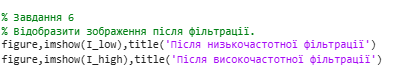 % Завдання 6
% Відобразити зображення після фільтрації.
figure,imshow(I_low),title('Після низькочастотної фільтрації')
figure,imshow(I_high),title('Після високочастотної фільтрації')